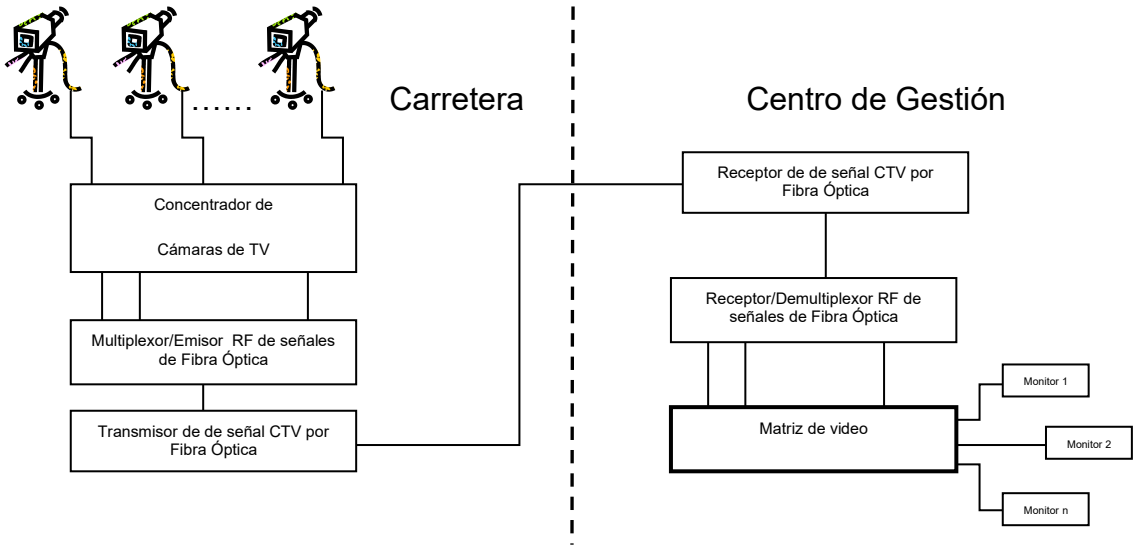 Carretera
Centro de Gestión
......
Concentrador de
Cámaras de TV
Multiplexor/Emisor RF de señales
de Fibra Óptica
Transmisor de de señal CTV por
Fibra Óptica
Receptor de de señal CTV por
Fibra Óptica
Receptor/Demultiplexor RF de
señales de Fibra Óptica
Matriz de video
Monitor 1
Monitor 2
Monitor n